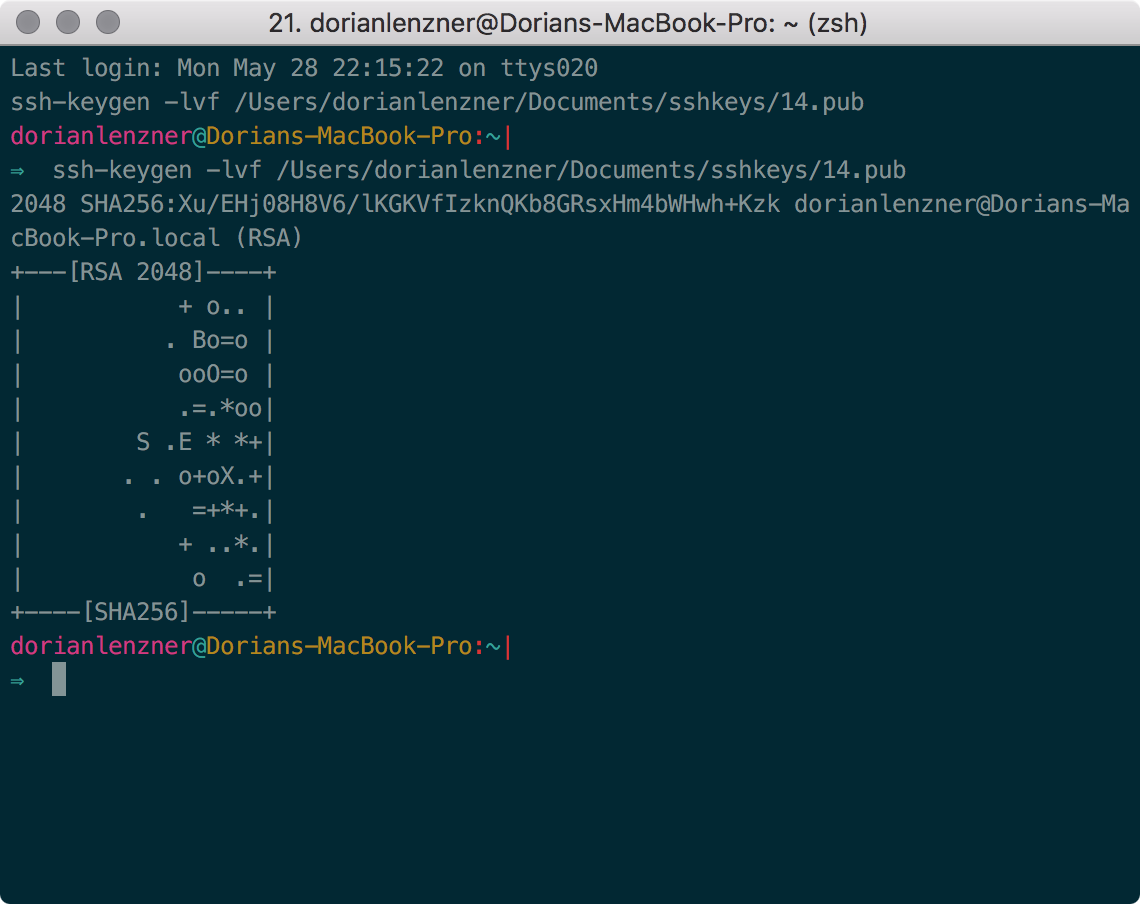 21. dorianlenzner@Dorians-MacBook-Pro: ~ (zsh)
Last login: Mon May 28 22:15:22 on ttys020
ssh-keygen -lvf /Users/dorianlenzner/Documents/sshkeys/14.pub
dorianlenzner@Dorians-MacBook-Pro:~|
⇒  ssh-keygen -lvf /Users/dorianlenzner/Documents/sshkeys/14.pub
2048 SHA256:Xu/EHj08H8V6/lKGKVfIzknQKb8GRsxHm4bWHwh+Kzk dorianlenzner@Dorians-Ma
cBook-Pro.local (RSA)
+---[RSA 2048]----+
|           + o.. |
|          . Bo=o |
|           ooO=o |
|           .=.*oo|
|        S .E * *+|
|       . . o+oX.+|
|        .   =+*+.|
|           + ..*.|
|            o  .=|
+----[SHA256]-----+
dorianlenzner@Dorians-MacBook-Pro:~|
⇒